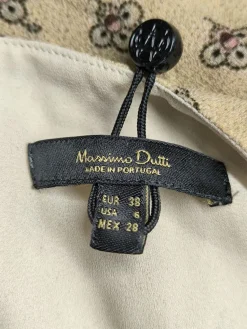 Massimo Dutti
MADE IN PORTUGAL
EUR 38
USA 6
MEX 28